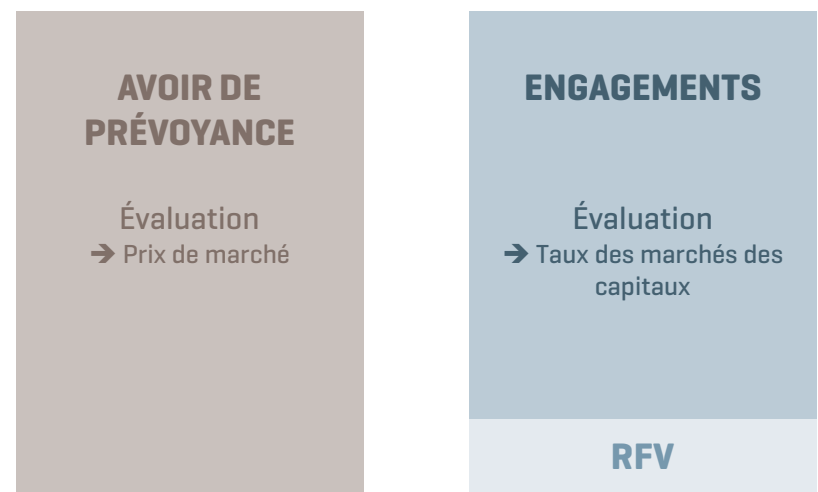 AVOIR DE
PRÉVOYANCE
Évaluation
➔ Prix de marché
ENGAGEMENTS
Évaluation
➔ Taux des marchés des
capitaux
RFV